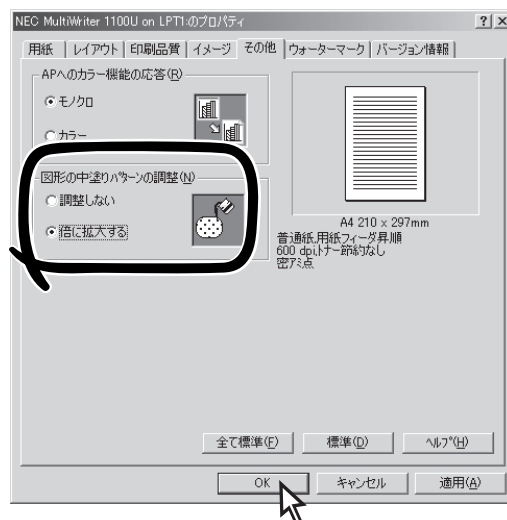 NEC MultiWriter 1100U on LPT1:のプロパティ
用紙 レイアウト 印刷品質 イメージ その他 ウォーターマーク バージョン情報
APへのカラー機能の応答(R)
モノクロ
カラー
図形の中塗りパターンの調整(N)
調整しない
倍に拡大する
A4 210 x 297mm
普通紙,用紙フィーダ昇順
600 dpi,トナー節約なし
密アミ点
全て標準(F) 標準(D) ヘルプ(H)
OK キャンセル 適用(A)